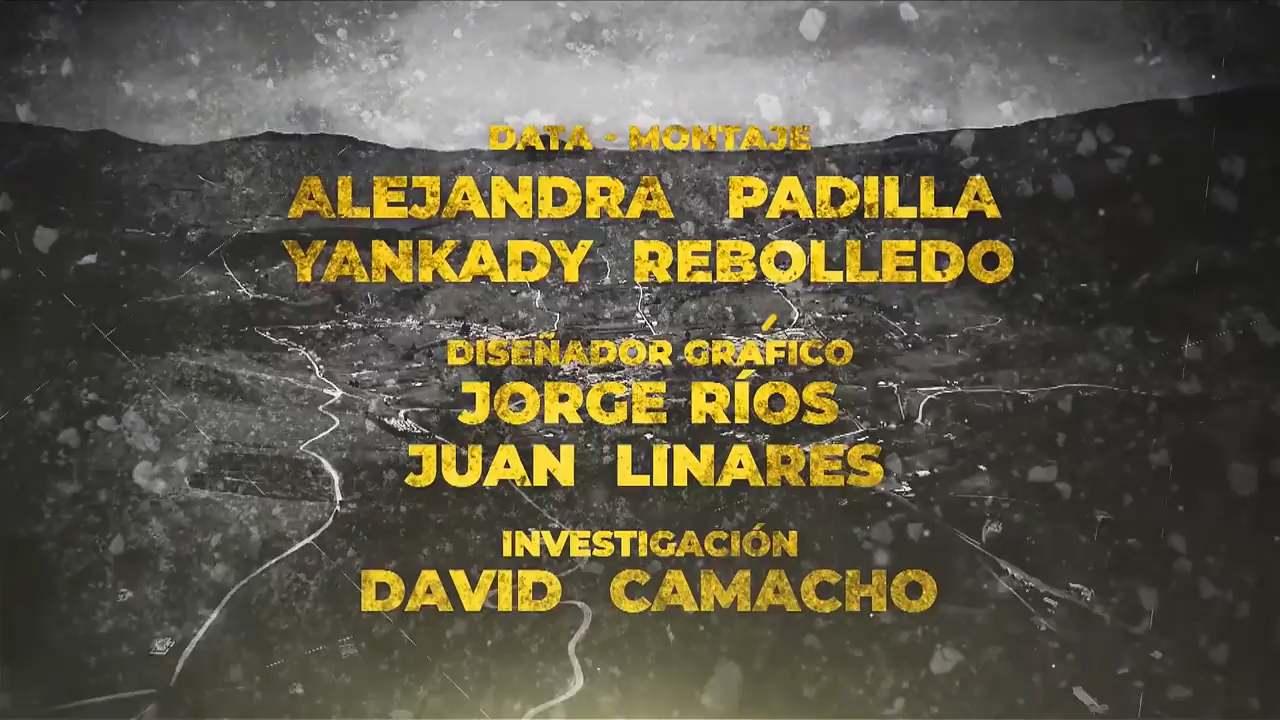 DATA - MONTAJE
ALEJANDRA PADILLA
YANKADY REBOLLEDO
DISEÑADOR GRÁFICO
JORGE RÍOS
JUAN LINARES
INVESTIGACIÓN
DAVID CAMACHO